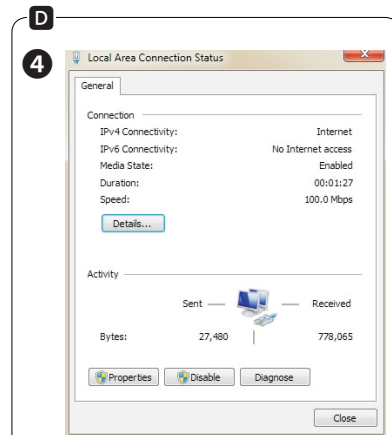 D
4
Local Area Connection Status
General
Connection
IPv4 Connectivity: Internet
IPv6 Connectivity: No Internet access
Media State: Enabled
Duration: 00:01:27
Speed: 100.0 Mbps
Details...
Activity
Sent Received
Bytes: 27,480 778,065
Properties Disable Diagnose
Close